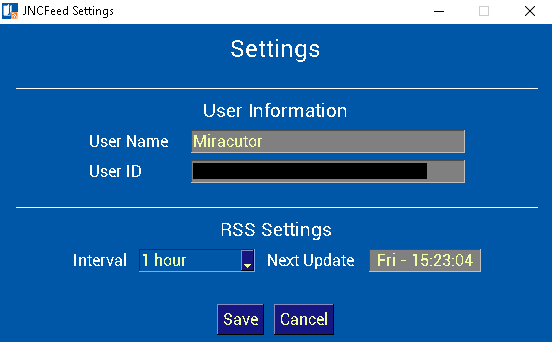 JNCFeed Settings
Settings
User Information
User Name Miracutor
User ID
RSS Settings
Interval 1 hour Next Update Fri - 15:23:04
Save Cancel